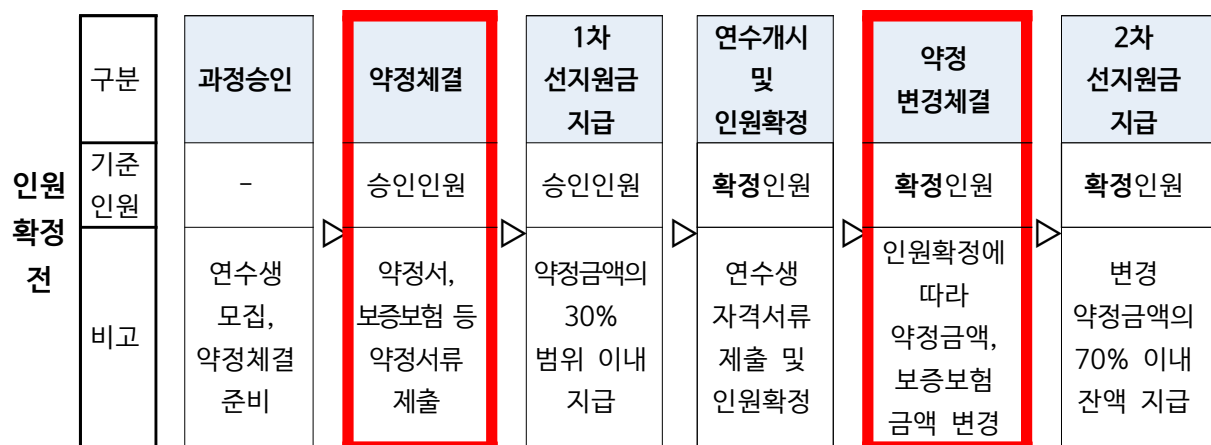 인원
확정
전
구분
과정승인
약정체결
1차
선지원금
지급
연수개시
및
인원확정
약정
변경체결
2차
선지원금
지급
기준
인원
-
승인인원
승인인원
확정인원
확정인원
확정인원
비고
연수생
모집,
약정체결
준비
약정서,
보증보험 등
약정서류
제출
약정금액의
30%
범위 이내
지급
연수생
자격서류
제출 및
인원확정
인원확정에
따라
약정금액,
보증보험
금액 변경
변경
약정금액의
70% 이내
잔액 지급